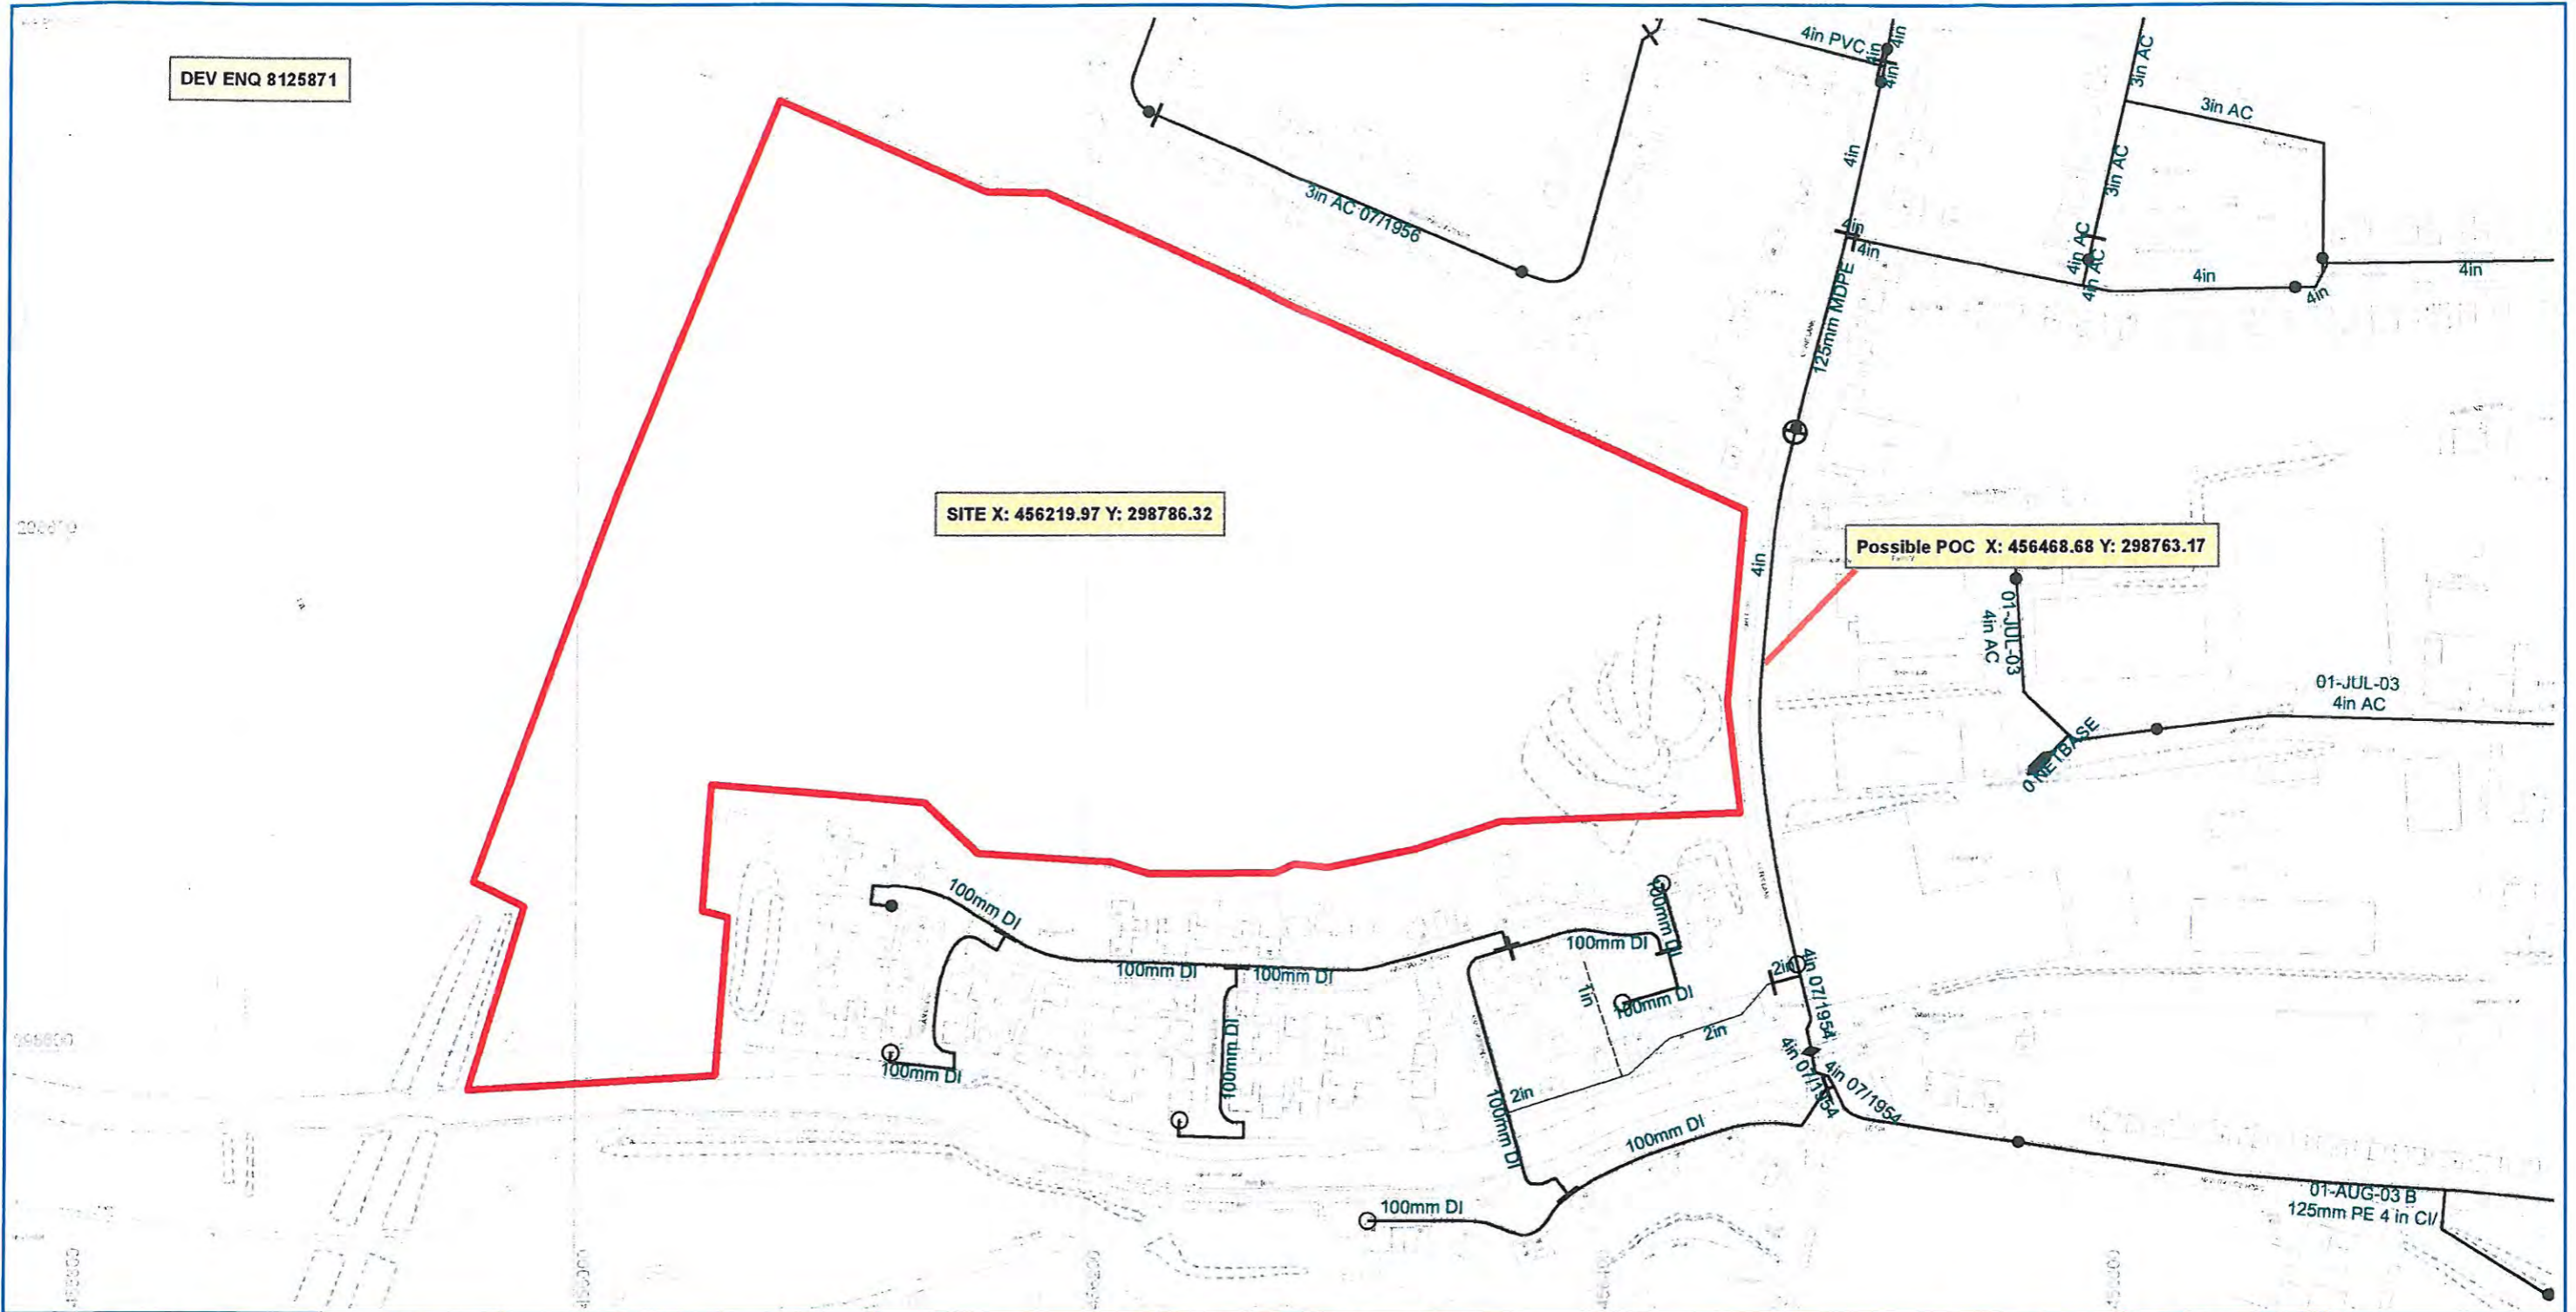 DEV ENQ 8125871
4in PVC
4in
4in
4in
3in AC
3in AC
4in
3in AC
3in AC 07/1956
4in
4in
4in AC
4in AC
4in
4in
4in
125mm MDPE
SITE X: 456219.97 Y: 298786.32
Possible POC X: 456468.68 Y: 298763.17
4in
01-JUL-03
4in AC
01-JUL-03
4in AC
0 NETBASE
100mm DI
100mm DI
100mm DI
100mm DI
100mm DI
2in
4in 07/1954
1in
100mm DI
2in
100mm DI
100mm DI
4in 07/1954
4in 07/1954
2in
100mm DI
100mm DI
100mm DI
01-AUG-03 B
125mm PE 4 in CI/